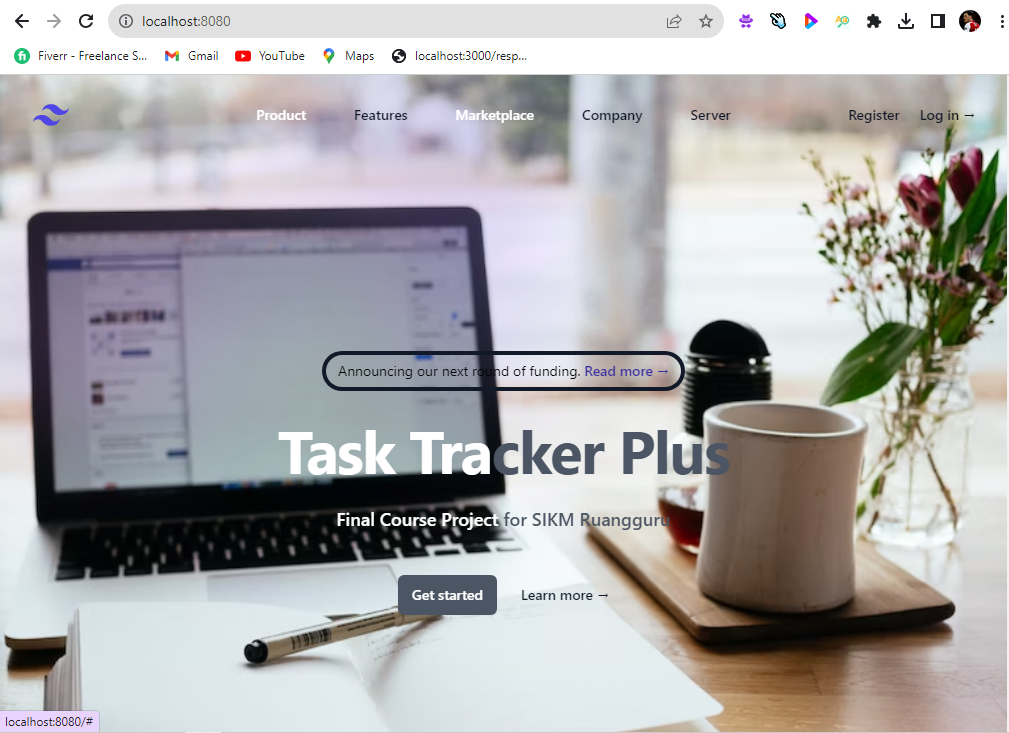 localhost:8080
Fiverr - Freelance S...
Gmail
YouTube
Maps
localhost:3000/resp...
Product
Features
Marketplace
Company
Server
Register
Log in →
Announcing our next round of funding. Read more →
Task Tracker Plus
Final Course Project for SIKM Ruangguru
Get started
Learn more →
localhost:8080/#